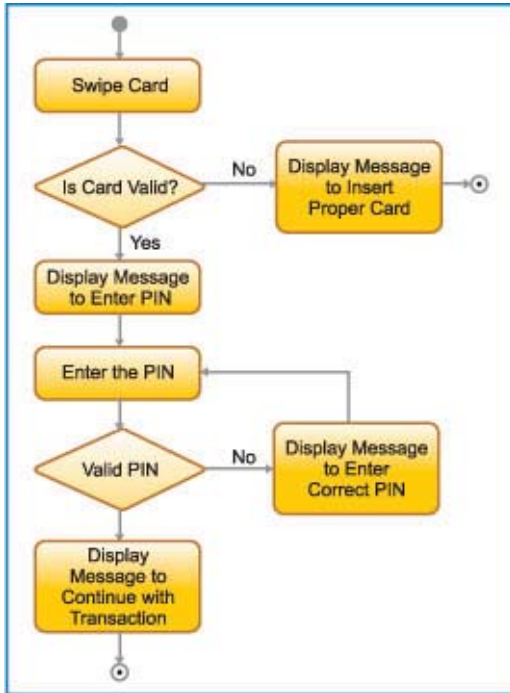 Swipe Card
Is Card Valid?
No
Display Message
to Insert
Proper Card
Yes
Display Message
to Enter PIN
Enter the PIN
Valid PIN
No
Display Message
to Enter
Correct PIN
Display
Message to
Continue with
Transaction